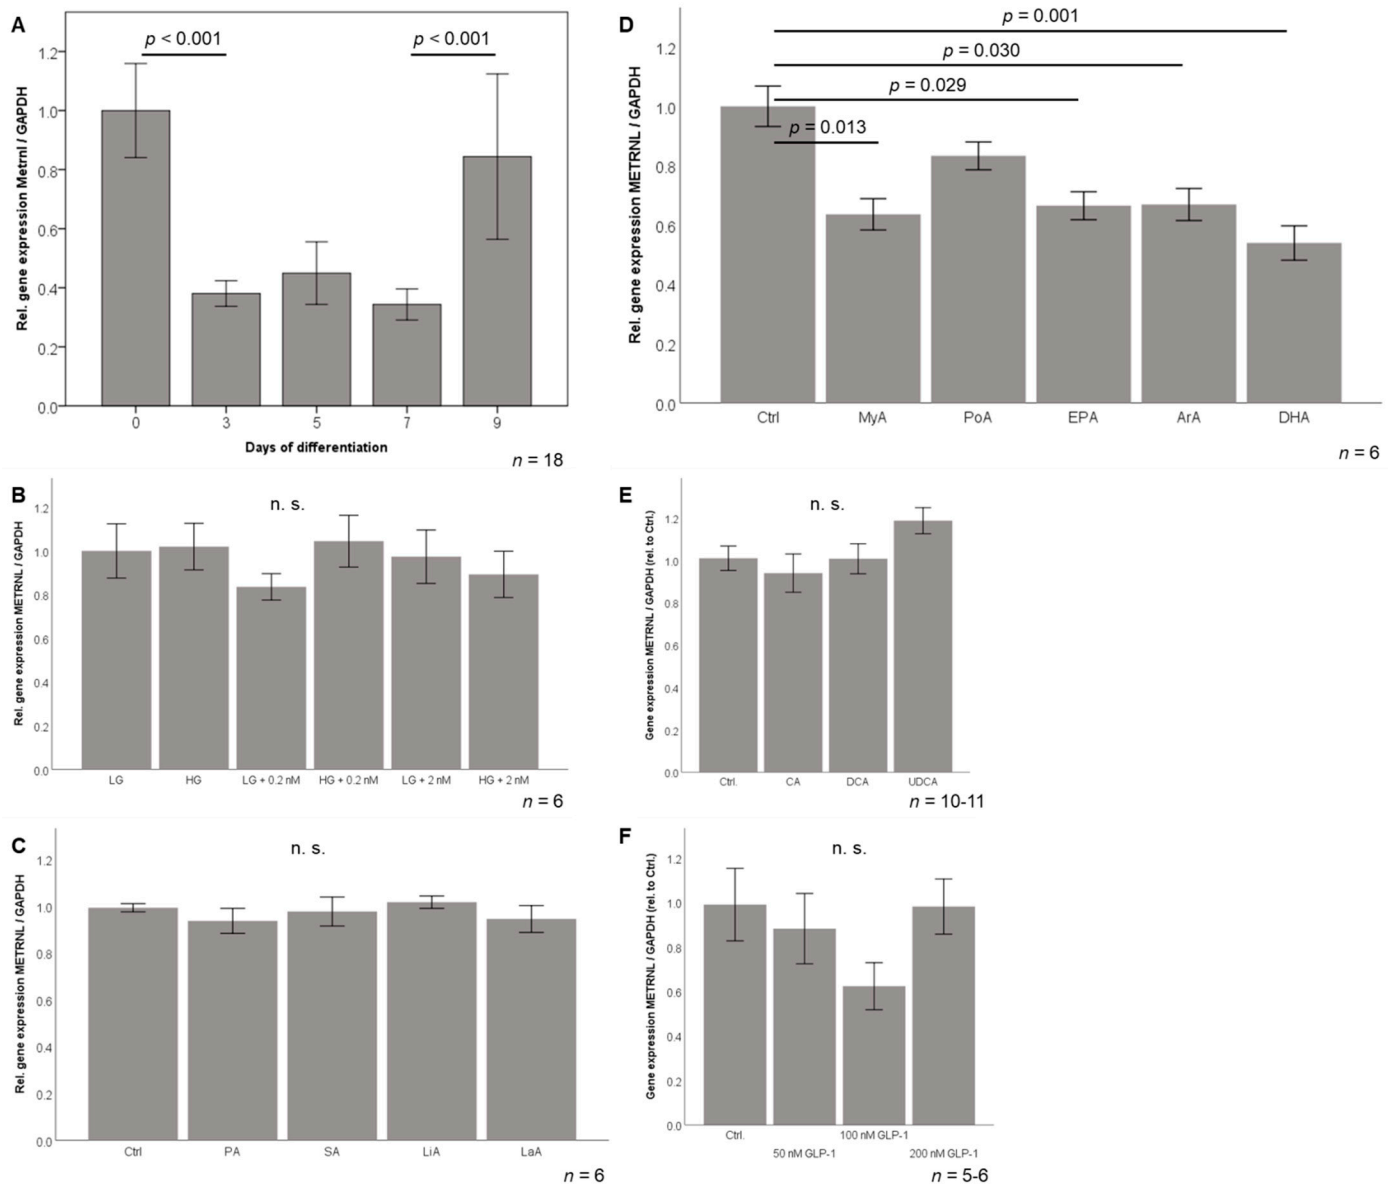 A
p < 0.001
p < 0.001
Rel. gene expression Metrnl / GAPDH
1.2
1.0
0.8
0.6
0.4
0.2
0.0
0 3 5 7 9
Days of differentiation
n = 18
B
n. s.
Rel. gene expression METRNL / GAPDH
1.2
1.0
0.8
0.6
0.4
0.2
0.0
LG HG LG + 0.2 nM HG + 0.2 nM LG + 2 nM HG + 2 nM
n = 6
C
n. s.
Rel. gene expression METRNL / GAPDH
1.2
1.0
0.8
0.6
0.4
0.2
0.0
Ctrl PA SA LiA LaA
n = 6
D
p = 0.001
p = 0.030
p = 0.029
p = 0.013
Rel. gene expression METRNL / GAPDH
1.2
1.0
0.8
0.6
0.4
0.2
0.0
Ctrl MyA PoA EPA ArA DHA
n = 6
E
n. s.
Gene expression METRNL / GAPDH (rel. to Ctrl.)
1.2
1.0
0.8
0.6
0.4
0.2
0.0
Ctrl. CA DCA UDCA
n = 10-11
F
n. s.
Gene expression METRNL / GAPDH (rel. to Ctrl.)
1.2
1.0
0.8
0.6
0.4
0.2
0.0
Ctrl. 100 nM GLP-1
50 nM GLP-1 200 nM GLP-1
n = 5-6